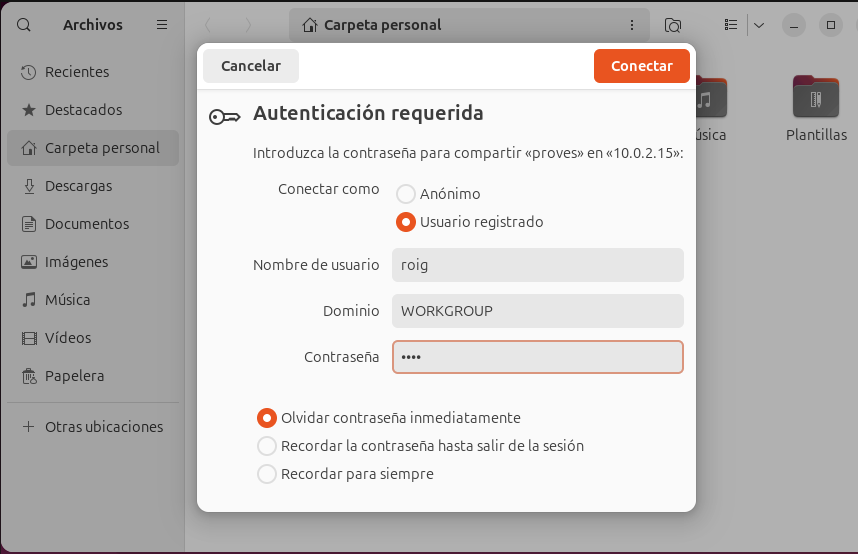 Archivos
Carpeta personal
Recientes
Destacados
Carpeta personal
Descargas
Documentos
Imágenes
Música
Vídeos
Papelera
Otras ubicaciones
Cancelar
Conectar
Autenticación requerida
Introduzca la contraseña para compartir «proves» en «10.0.2.15»:
Conectar como
Anónimo
Usuario registrado
Nombre de usuario roig
Dominio WORKGROUP
Contraseña ••••
Olvidar contraseña inmediatamente
Recordar la contraseña hasta salir de la sesión
Recordar para siempre
úsica
Plantillas